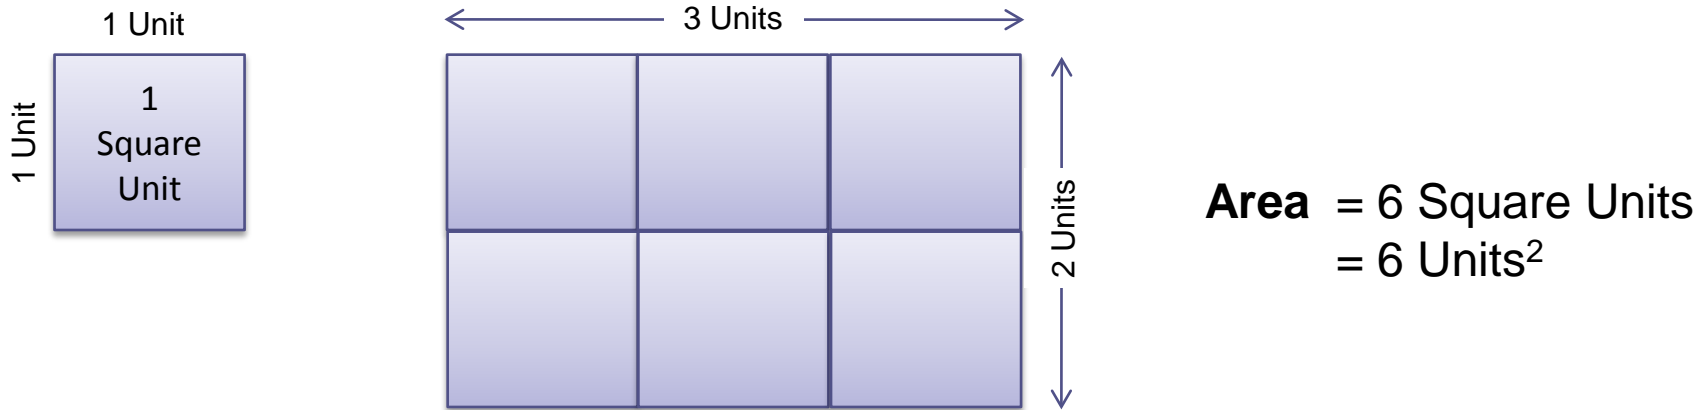 1 Unit
1 Unit
1
Square
Unit
3 Units
2 Units
Area = 6 Square Units
= 6 Units²